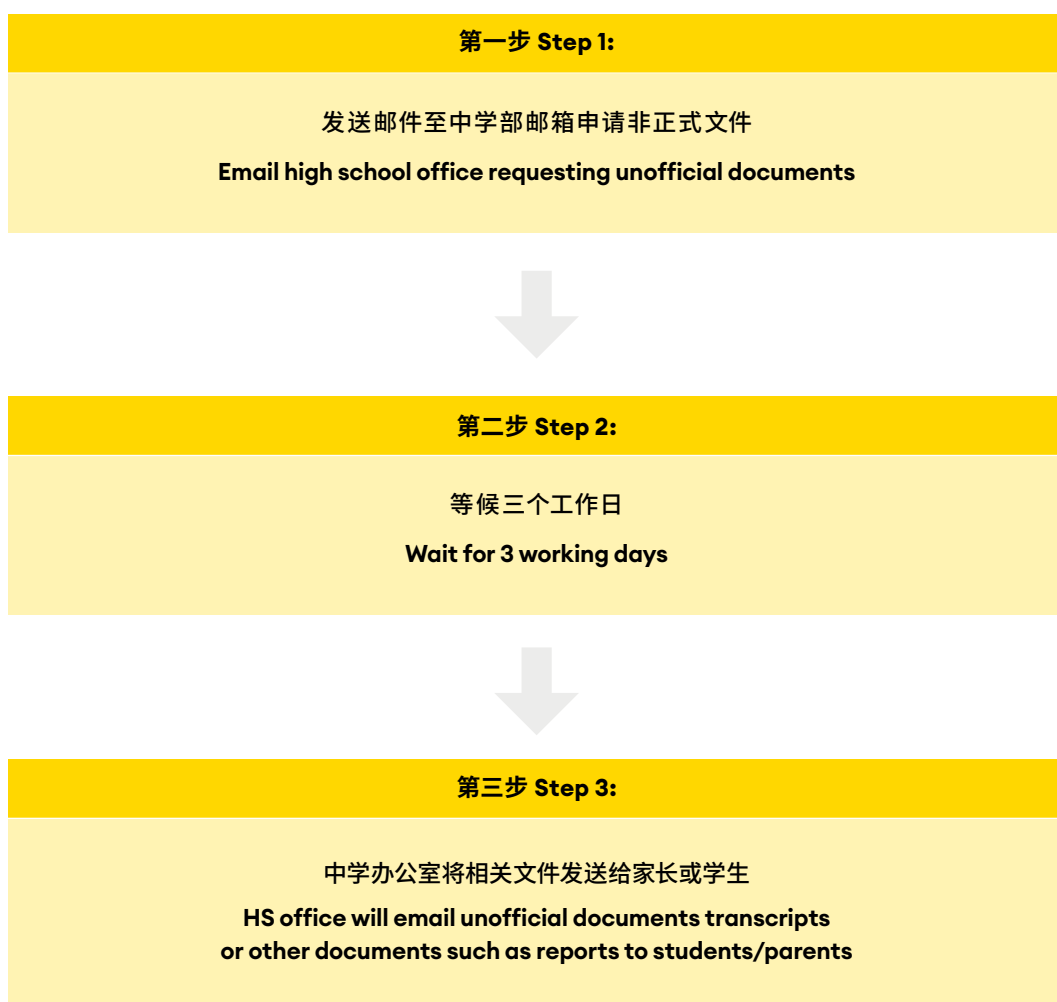 第一步 Step 1:
发送邮件至中学部邮箱申请非正式文件
Email high school office requesting unofficial documents
第二步 Step 2:
等候三个工作日
Wait for 3 working days
第三步 Step 3:
中学办公室将相关文件发送给家长或学生
HS office will email unofficial documents transcripts
or other documents such as reports to students/parents